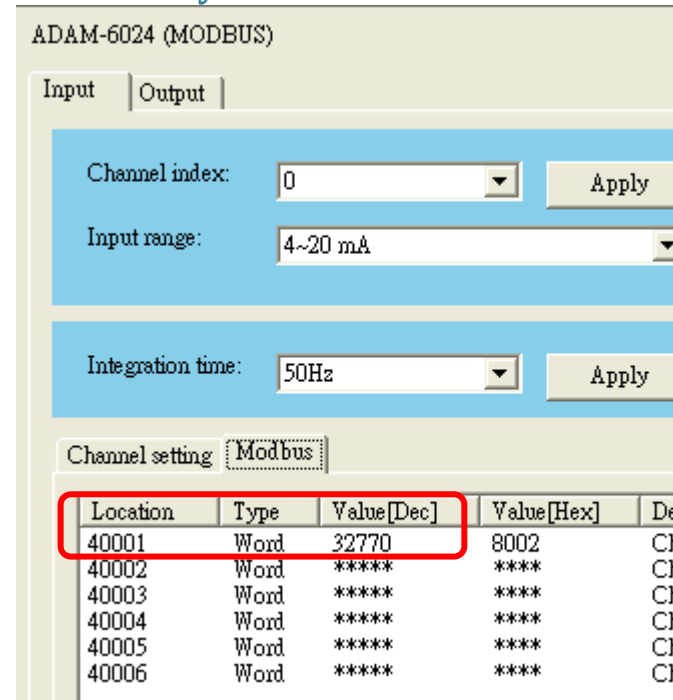 ADAM-6024 (MODBUS)
Input Output
Channel index: 0 Apply
Input range: 4~20 mA
Integration time: 50Hz Apply
Channel setting Modbus
Location Type Value[Dec] Value[Hex]
40001 Word 32770 8002
40002 Word ***** ****
40003 Word ***** ****
40004 Word ***** ****
40005 Word ***** ****
40006 Word ***** ****